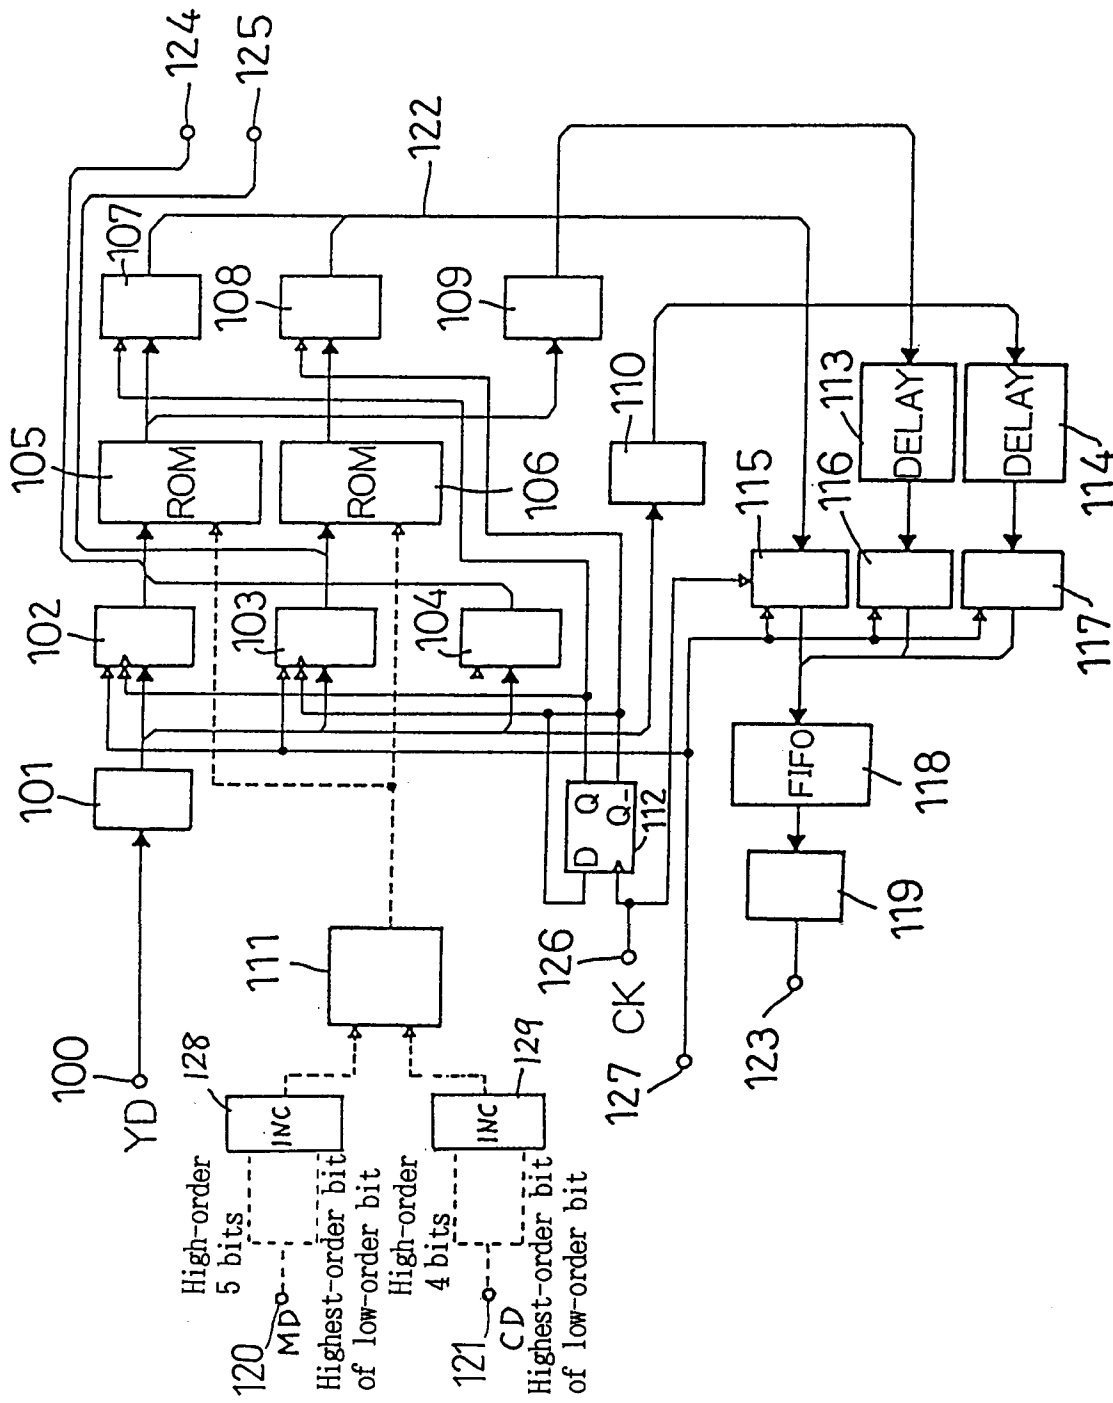 124
125
107
122
108
109
105
ROM
ROM
106
110
113
DELAY
DELAY
114
115
116
117
102
103
104
101
D
Q
Q̅
112
FIFO
118
119
111
126
CK
127
123
100
YD
128
INC
129
INC
High-order
5 bits
120
MD
Highest-order bit
of low-order bit
High-order
4 bits
121
CD
Highest-order bit
of low-order bit